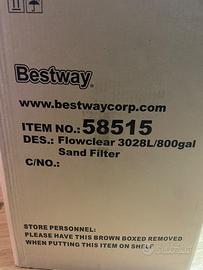 Bestway®
www.bestwaycorp.com
ITEM NO.: 58515
DES.: Flowclear 3028L/800gal
Sand Filter
C/NO.:
STORE PERSONNEL:
PLEASE HAVE THIS BROWN BOXED REMOVED
WHEN PUTTING THIS ITEM ON SHELF
subito